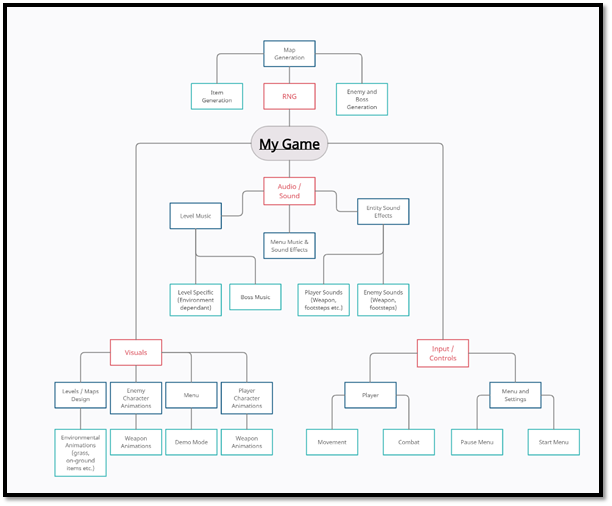 Map
Generation
Item
Generation
RNG
Enemy and
Boss
Generation
My Game
Audio /
Sound
Level Music
Entity Sound
Effects
Menu Music &
Sound Effects
Level Specific
(Environment
dependant)
Boss Music
Player Sounds
(Weapon,
footsteps etc.)
Enemy Sounds
(Weapon,
footsteps)
Visuals
Input /
Controls
Levels / Maps
Design
Enemy
Character
Animations
Menu
Player
Character
Animations
Player
Menu and
Settings
Environmental
Animations
(grass,
on-ground
items etc.)
Weapon
Animations
Demo Mode
Weapon
Animations
Movement
Combat
Pause Menu
Start Menu